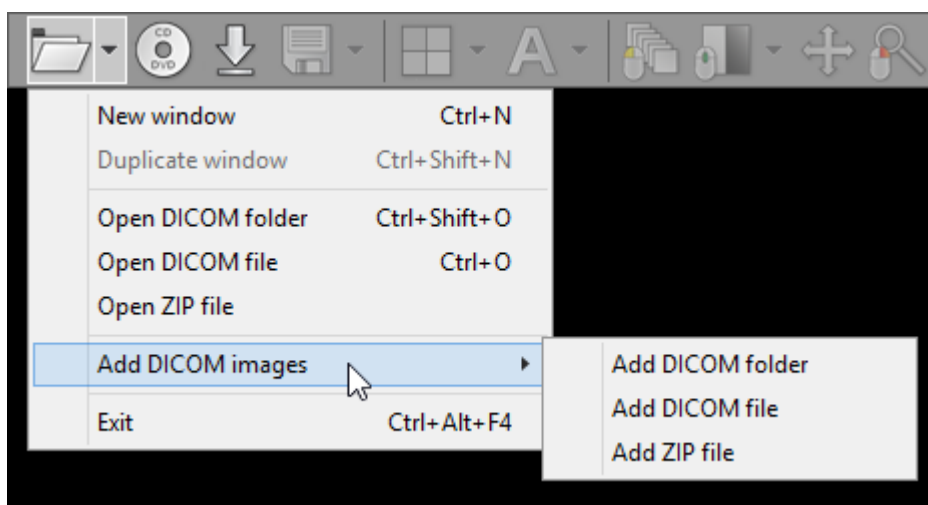 CD
DVD
A
New window Ctrl+N
Duplicate window Ctrl+Shift+N
Open DICOM folder Ctrl+Shift+O
Open DICOM file Ctrl+O
Open ZIP file
Add DICOM images
Add DICOM folder
Add DICOM file
Exit Ctrl+Alt+F4
Add ZIP file